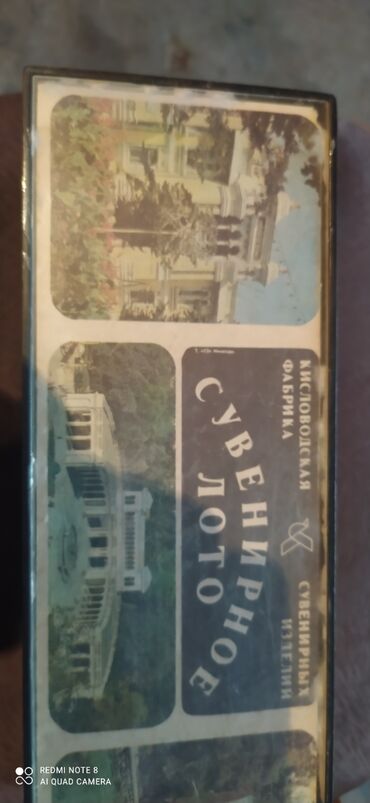 КИСЛОВОДСКАЯ
ФАБРИКА
СУВЕНИРНЫХ
ИЗДЕЛИЙ
СУВЕНИРНОЕ
ЛОТО
REDMI NOTE 8
AI QUAD CAMERA